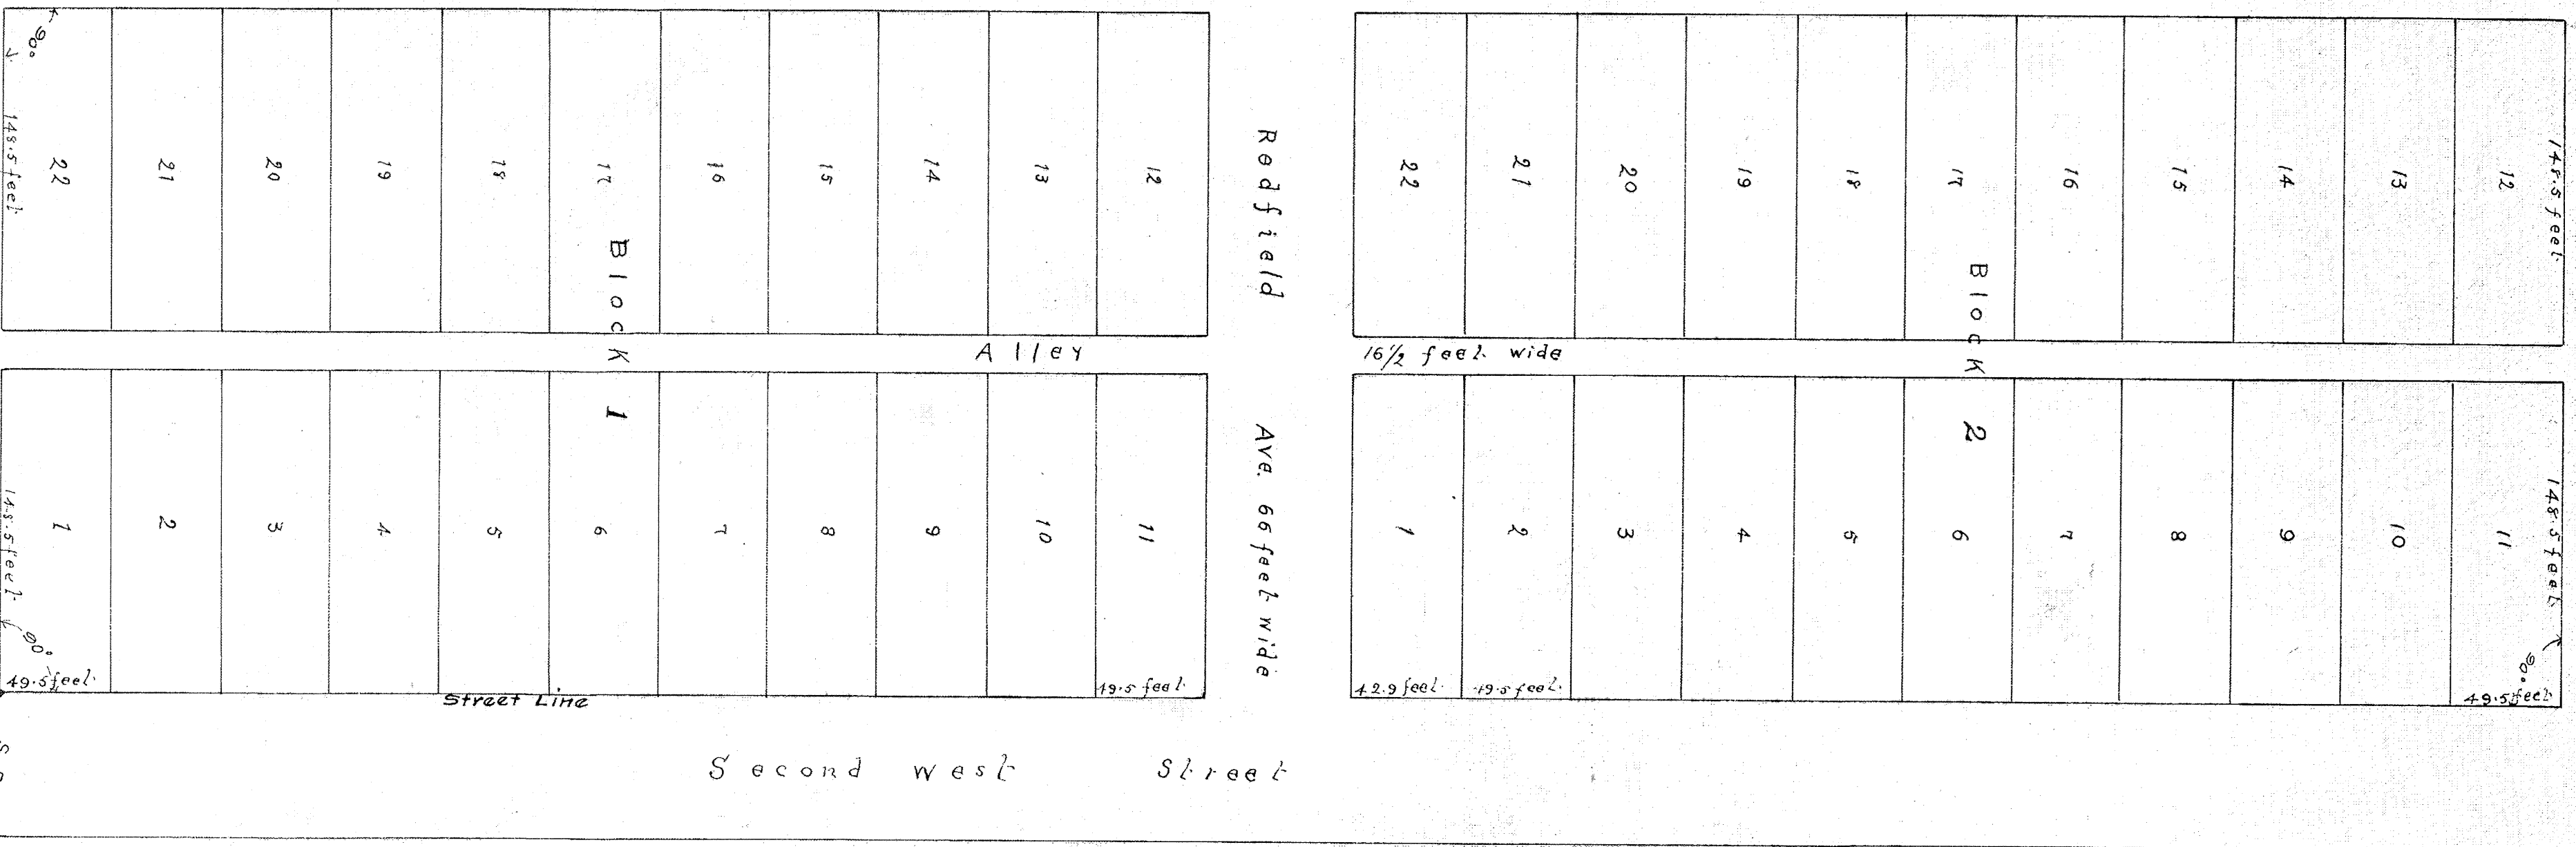 90°
148.5 feet
22
21
20
19
18
17
16
15
14
13
12
Block 1
Alley
148.5 feet
90°
1
2
3
4
5
6
7
8
9
10
11
49.5 feet
49.5 feet
Street Line
Redfield Ave. 66 feet wide
22
21
20
19
18
17
16
15
14
13
12
148.5 feet
Block 2
16½ feet wide
1
2
3
4
5
6
7
8
9
10
11
148.5 feet
90°
42.9 feet
49.5 feet
49.5 feet
Second west Street